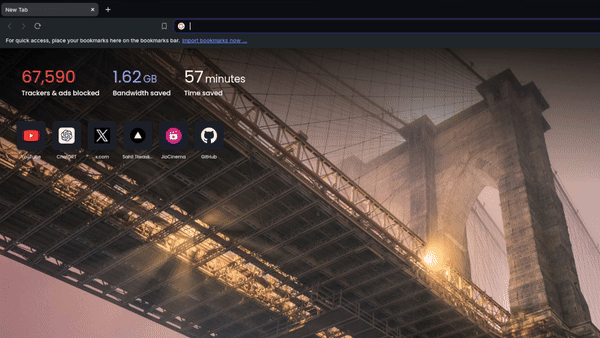 New Tab
For quick access, place your bookmarks here on the bookmarks bar. Import bookmarks now ...
67,590 1.62 GB 57 minutes
Trackers & ads blocked Bandwidth saved Time saved
YouTube ChatGPT x.com Sahil Tiwask... JioCinema GitHub